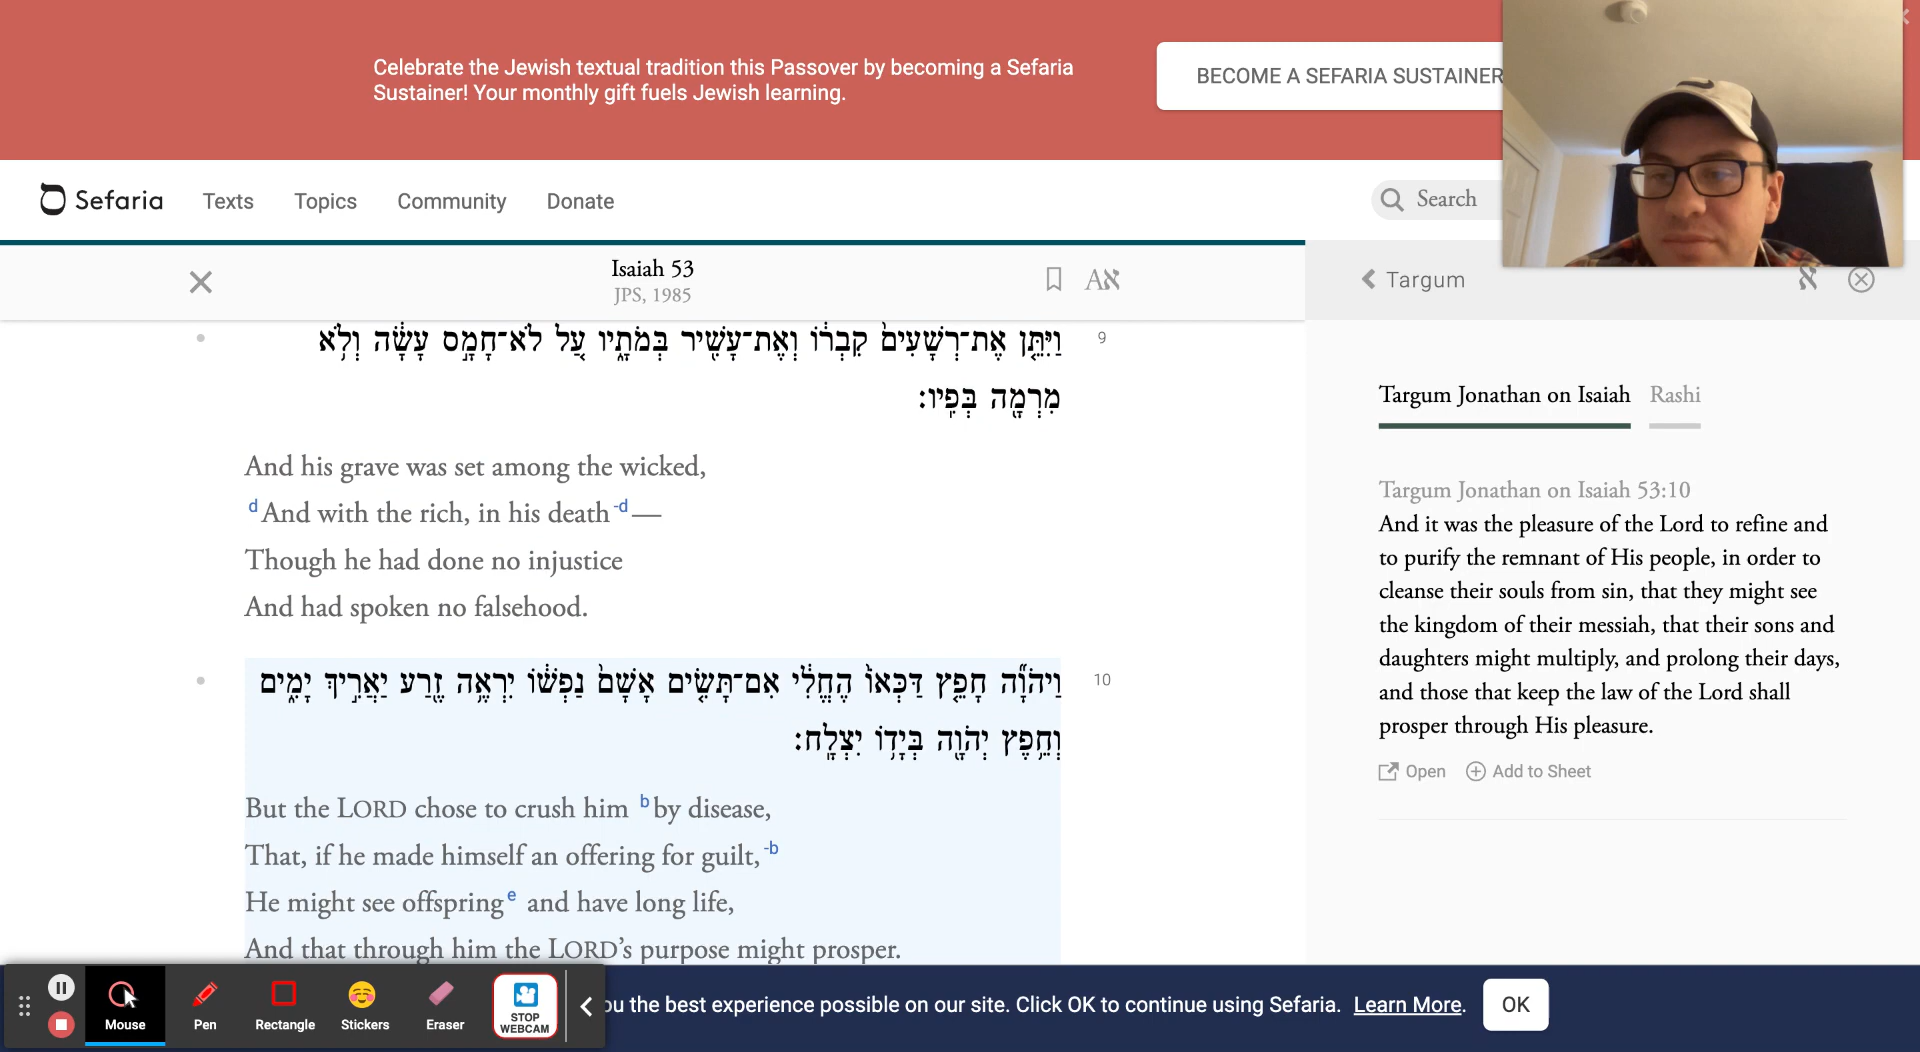 Celebrate the Jewish textual tradition this Passover by becoming a Sefaria
Sustainer! Your monthly gift fuels Jewish learning.
BECOME A SEFARIA SUSTAINER
Sefaria
Texts
Topics
Community
Donate
Search
Isaiah 53
JPS, 1985
Aא
9
וַיִּתֵּ֤ן אֶת־רְשָׁעִים֙ קִבְר֔וֹ וְאֶת־עָשִׁ֖יר בְּמֹתָ֑יו עַ֚ל לֹא־חָמָ֣ס עָשָׂ֔ה וְלֹ֥א
מִרְמָ֖ה בְּפִֽיו׃
And his grave was set among the wicked,
d And with the rich, in his death -d —
Though he had done no injustice
And had spoken no falsehood.
10
וַיהֹוָ֞ה חָפֵ֤ץ דַּכְּאוֹ֙ הֶֽחֱלִ֔י אִם־תָּשִׂ֤ים אָשָׁם֙ נַפְשׁ֔וֹ יִרְאֶ֥ה זֶ֖רַע יַאֲרִ֣יךְ יָמִ֑ים
וְחֵ֥פֶץ יְהֹוָ֖ה בְּיָד֥וֹ יִצְלָֽח׃
But the LORD chose to crush him b by disease,
That, if he made himself an offering for guilt, -b
He might see offspring e and have long life,
And that through him the LORD’s purpose might prosper.
Targum
א
Targum Jonathan on Isaiah
Rashi
Targum Jonathan on Isaiah 53:10
And it was the pleasure of the Lord to refine and
to purify the remnant of His people, in order to
cleanse their souls from sin, that they might see
the kingdom of their messiah, that their sons and
daughters might multiply, and prolong their days,
and those that keep the law of the Lord shall
prosper through His pleasure.
Open
Add to Sheet
Mouse
Pen
Rectangle
Stickers
Eraser
STOP
WEBCAM
ou the best experience possible on our site. Click OK to continue using Sefaria. Learn More.
OK